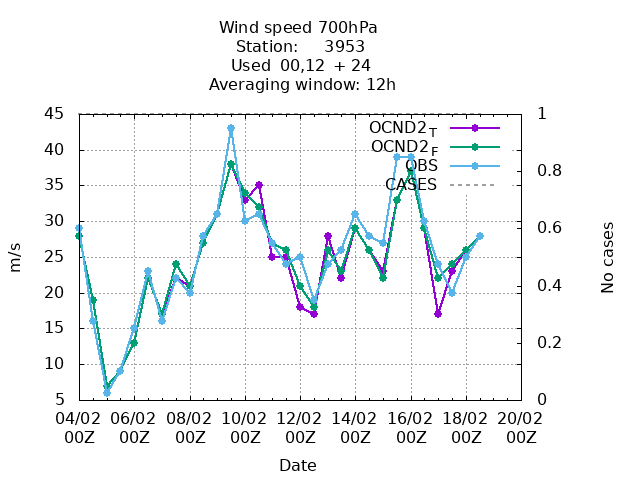 Wind speed 700hPa
Station: 3953
Used 00,12 + 24
Averaging window: 12h
45 1
OCND2 T
40 OCND2 F
OBS 0.8
35 CASES
30 0.6
25
m/s No cases
20 0.4
15
10 0.2
5 0
04/02 06/02 08/02 10/02 12/02 14/02 16/02 18/02 20/02
00Z 00Z 00Z 00Z 00Z 00Z 00Z 00Z 00Z
Date